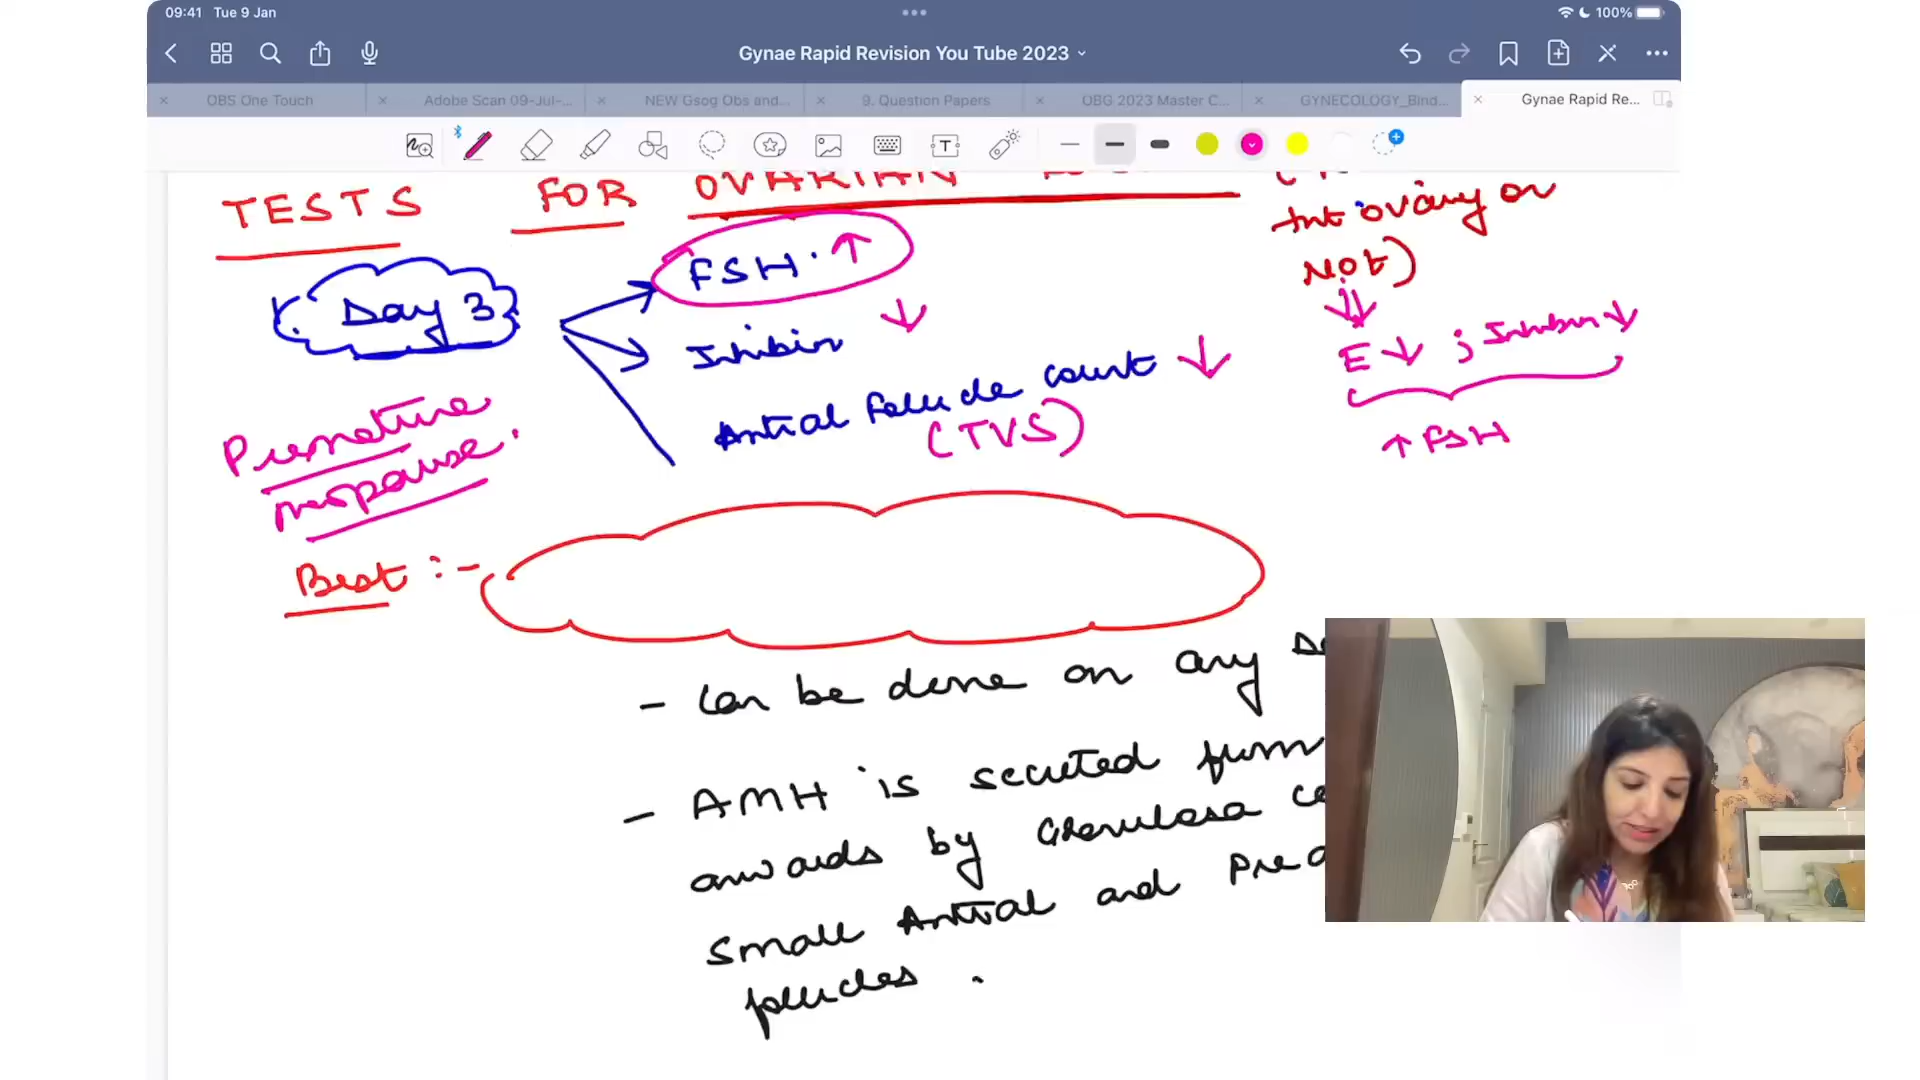 09:41 Tue 9 Jan
100%
Gynae Rapid Revision You Tube 2023
OBS One Touch
Adobe Scan 09-Jul-...
NEW Gsog Obs and...
9. Question Papers
OBG 2023 Master C...
GYNECOLOGY_Bind...
Gynae Rapid Re...
T
TESTS FOR OVARIAN
ovary or
Not)
Day 3
FSH ↑
Inhibin ↓
Antral Follicle count ↓
(TVS)
E ↓ ; Inhibin ↓
↑ FSH
Premature
menopause.
Best :-
- Can be done on any
- AMH is secreted from
onwards by Granulosa
Small Antral and
follicles .